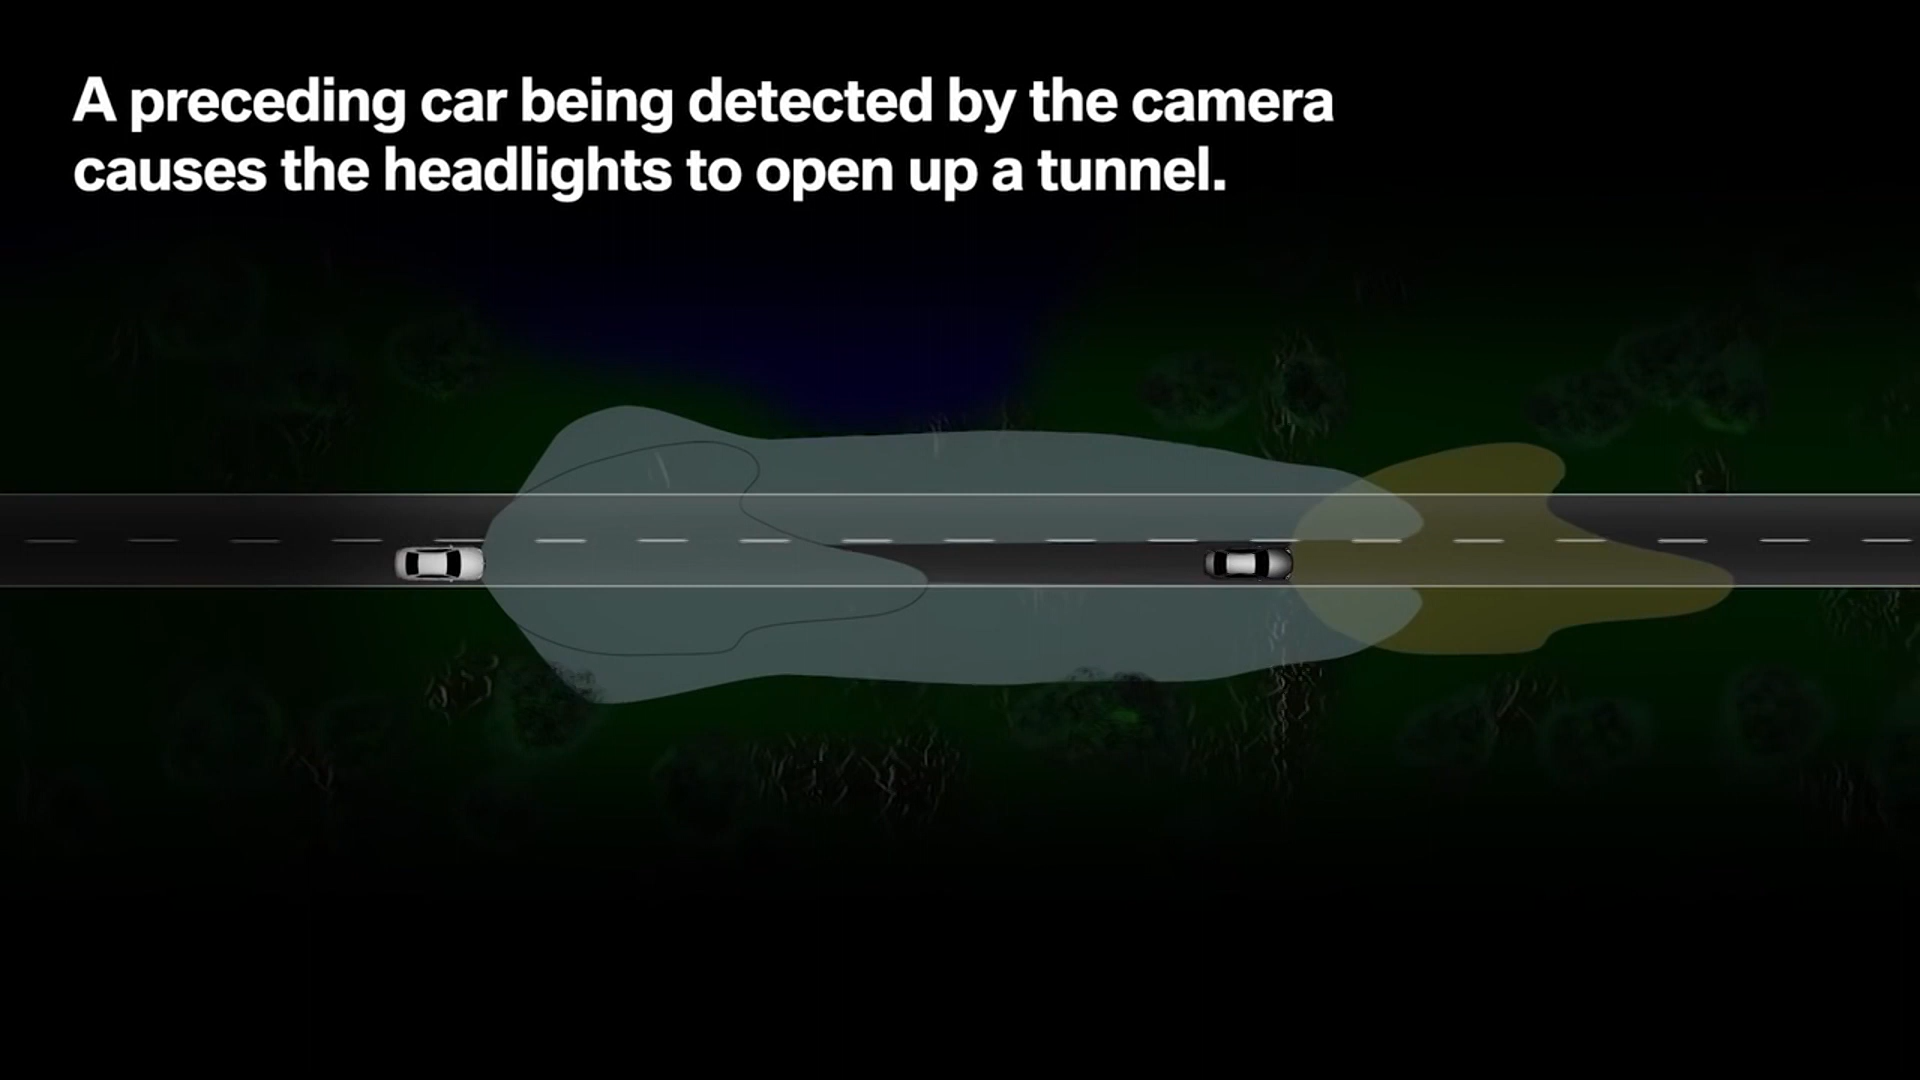 A preceding car being detected by the camera
causes the headlights to open up a tunnel.